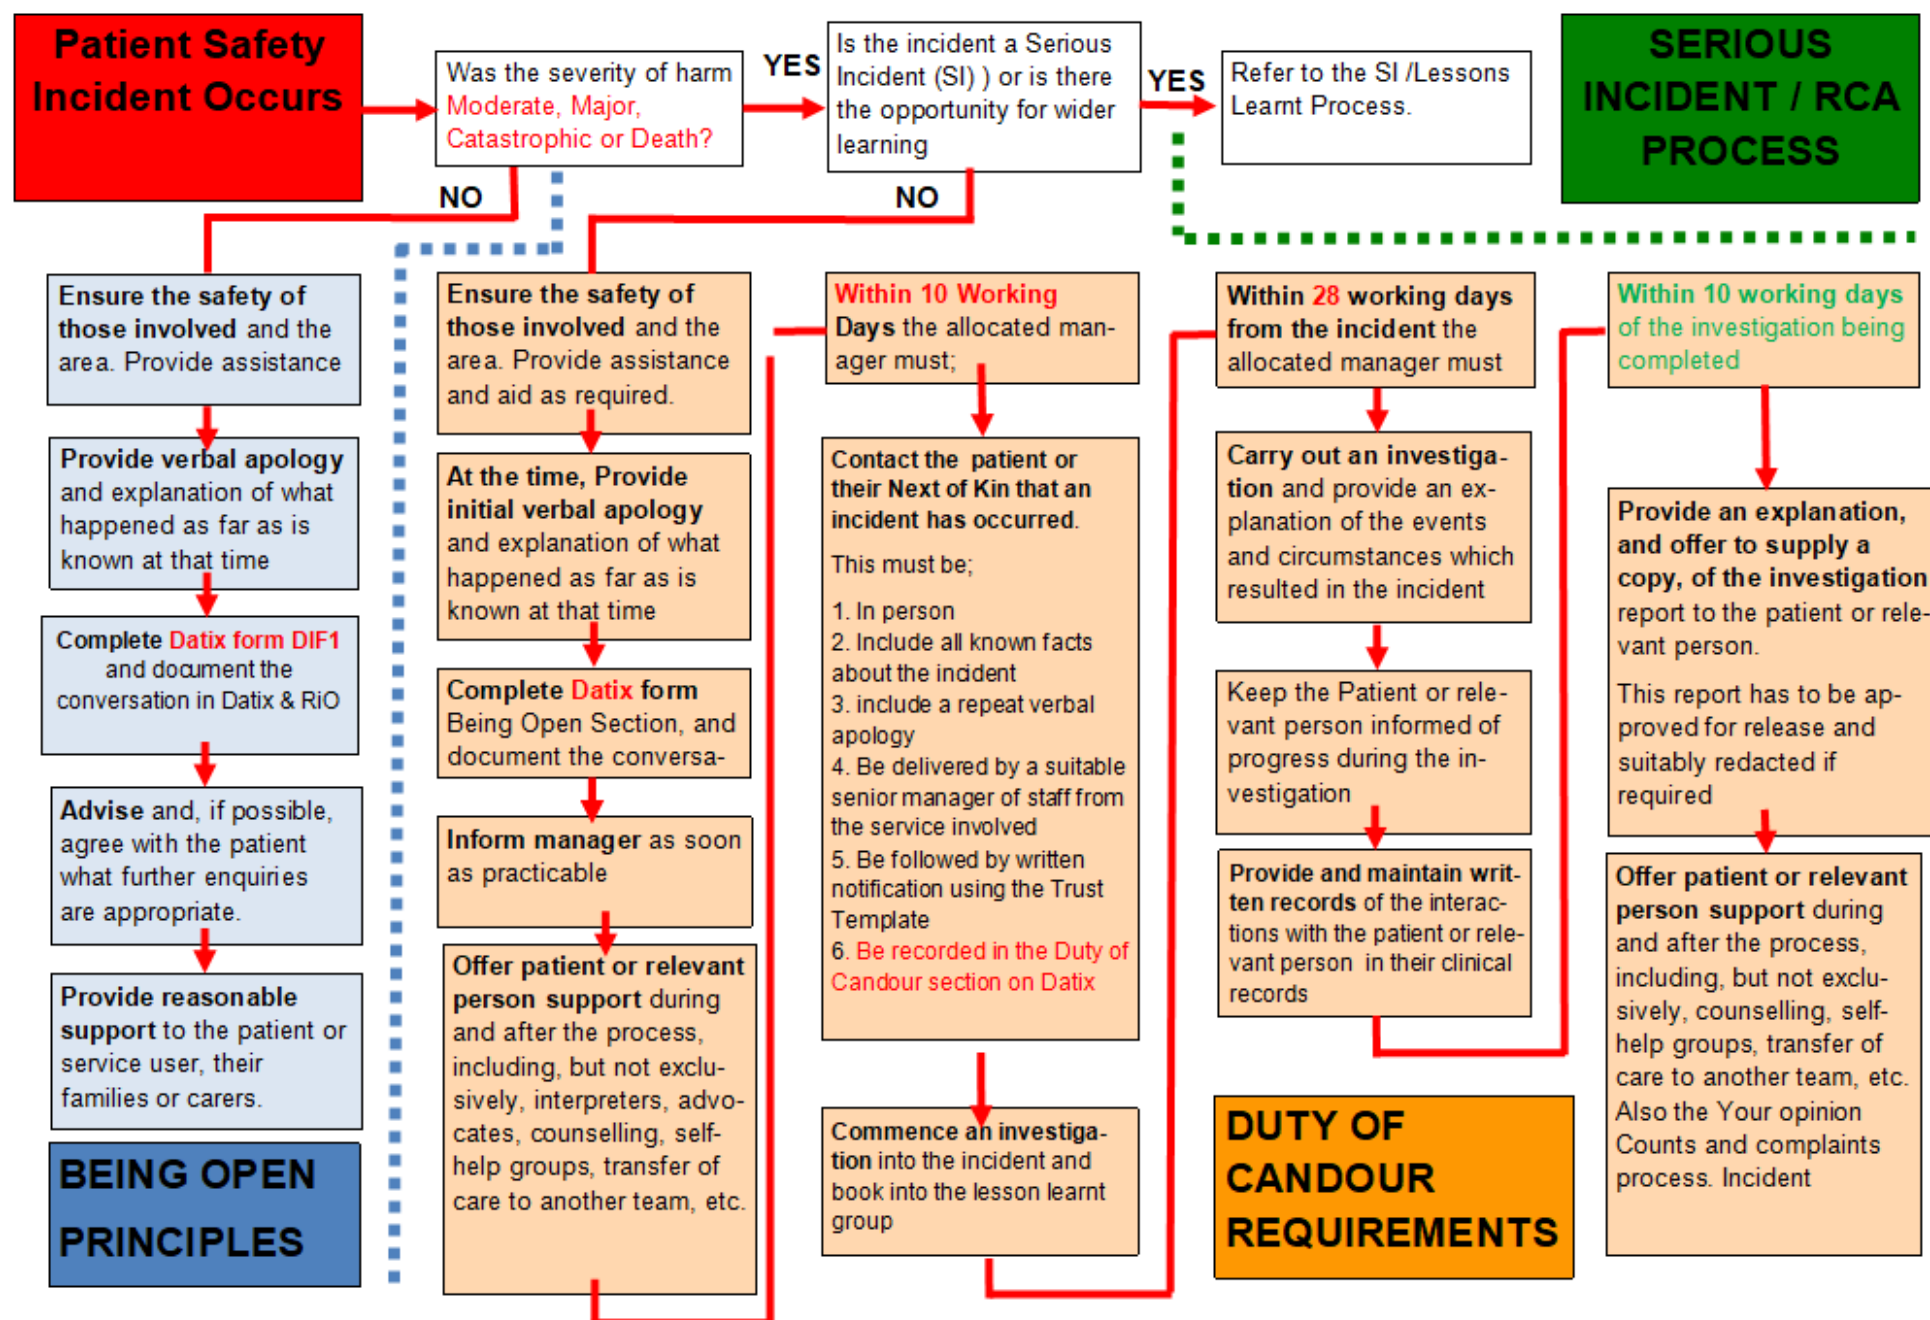 Patient Safety
Incident Occurs
Was the severity of harm
Moderate, Major,
Catastrophic or Death?
YES
Is the incident a Serious
Incident (SI) ) or is there
the opportunity for wider
learning
YES
Refer to the SI /Lessons
Learnt Process.
SERIOUS
INCIDENT / RCA
PROCESS
NO
NO
Ensure the safety of
those involved and the
area. Provide assistance
Provide verbal apology
and explanation of what
happened as far as is
known at that time
Complete Datix form DIF1
and document the
conversation in Datix & RiO
Advise and, if possible,
agree with the patient
what further enquiries
are appropriate.
Provide reasonable
support to the patient or
service user, their
families or carers.
BEING OPEN
PRINCIPLES
Ensure the safety of
those involved and the
area. Provide assistance
and aid as required.
At the time, Provide
initial verbal apology
and explanation of what
happened as far as is
known at that time
Complete Datix form
Being Open Section, and
document the conversa-
Inform manager as soon
as practicable
Offer patient or relevant
person support during
and after the process,
including, but not exclu-
sively, interpreters, advo-
cates, counselling, self-
help groups, transfer of
care to another team, etc.
Within 10 Working
Days the allocated man-
ager must;
Contact the patient or
their Next of Kin that an
incident has occurred.
This must be;
1. In person
2. Include all known facts
about the incident
3. include a repeat verbal
apology
4. Be delivered by a suitable
senior manager of staff from
the service involved
5. Be followed by written
notification using the Trust
Template
6. Be recorded in the Duty of
Candour section on Datix
Commence an investiga-
tion into the incident and
book into the lesson learnt
group
Within 28 working days
from the incident the
allocated manager must
Carry out an investiga-
tion and provide an ex-
planation of the events
and circumstances which
resulted in the incident
Keep the Patient or rele-
vant person informed of
progress during the in-
vestigation
Provide and maintain writ-
ten records of the interac-
tions with the patient or rele-
vant person in their clinical
records
DUTY OF
CANDOUR
REQUIREMENTS
Within 10 working days
of the investigation being
completed
Provide an explanation,
and offer to supply a
copy, of the investigation
report to the patient or rele-
vant person.
This report has to be ap-
proved for release and
suitably redacted if
required
Offer patient or relevant
person support during
and after the process,
including, but not exclu-
sively, counselling, self-
help groups, transfer of
care to another team, etc.
Also the Your opinion
Counts and complaints
process. Incident